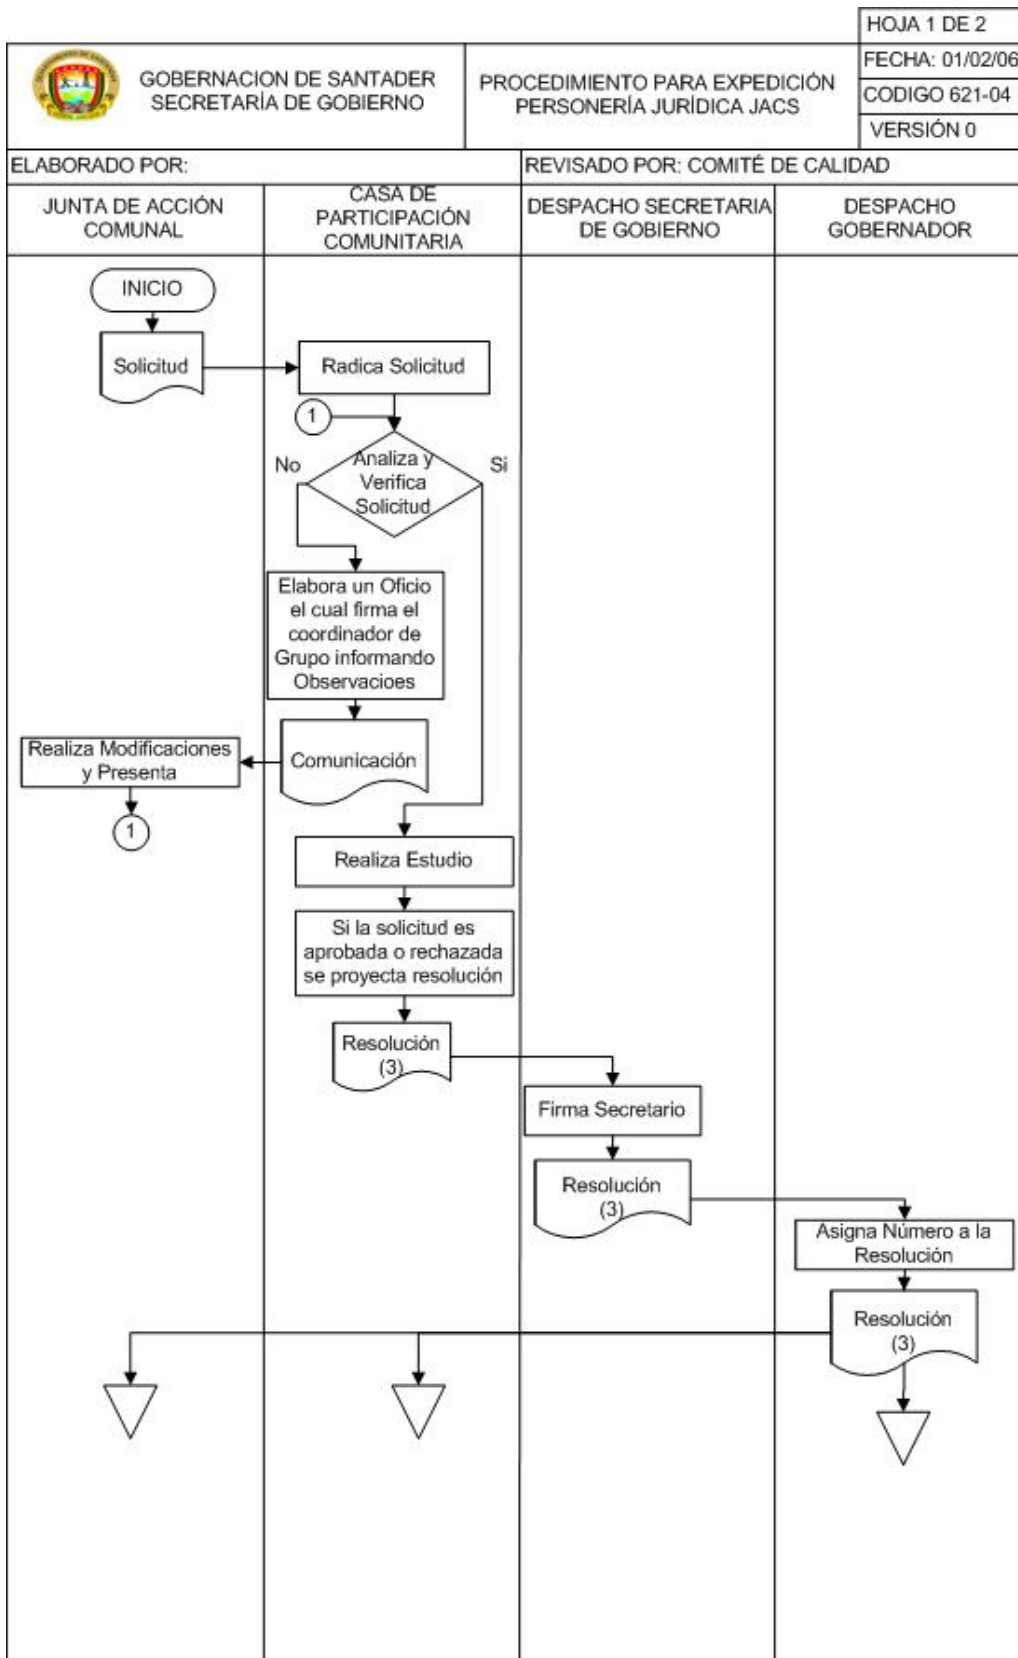 HOJA 1 DE 2
GOBERNACION DE SANTADER
SECRETARÍA DE GOBIERNO
PROCEDIMIENTO PARA EXPEDICIÓN
PERSONERÍA JURÍDICA JACS
FECHA: 01/02/06
CODIGO 621-04
VERSIÓN 0
ELABORADO POR:
REVISADO POR: COMITÉ DE CALIDAD
JUNTA DE ACCIÓN
COMUNAL
CASA DE
PARTICIPACIÓN
COMUNITARIA
DESPACHO SECRETARIA
DE GOBIERNO
DESPACHO
GOBERNADOR
INICIO
Solicitud
Radica Solicitud
1
No
Analiza y
Verifica
Solicitud
Si
Elabora un Oficio
el cual firma el
coordinador de
Grupo informando
Observacioes
Comunicación
Realiza Modificaciones
y Presenta
1
Realiza Estudio
Si la solicitud es
aprobada o rechazada
se proyecta resolución
Resolución
(3)
Firma Secretario
Resolución
(3)
Asigna Número a la
Resolución
Resolución
(3)